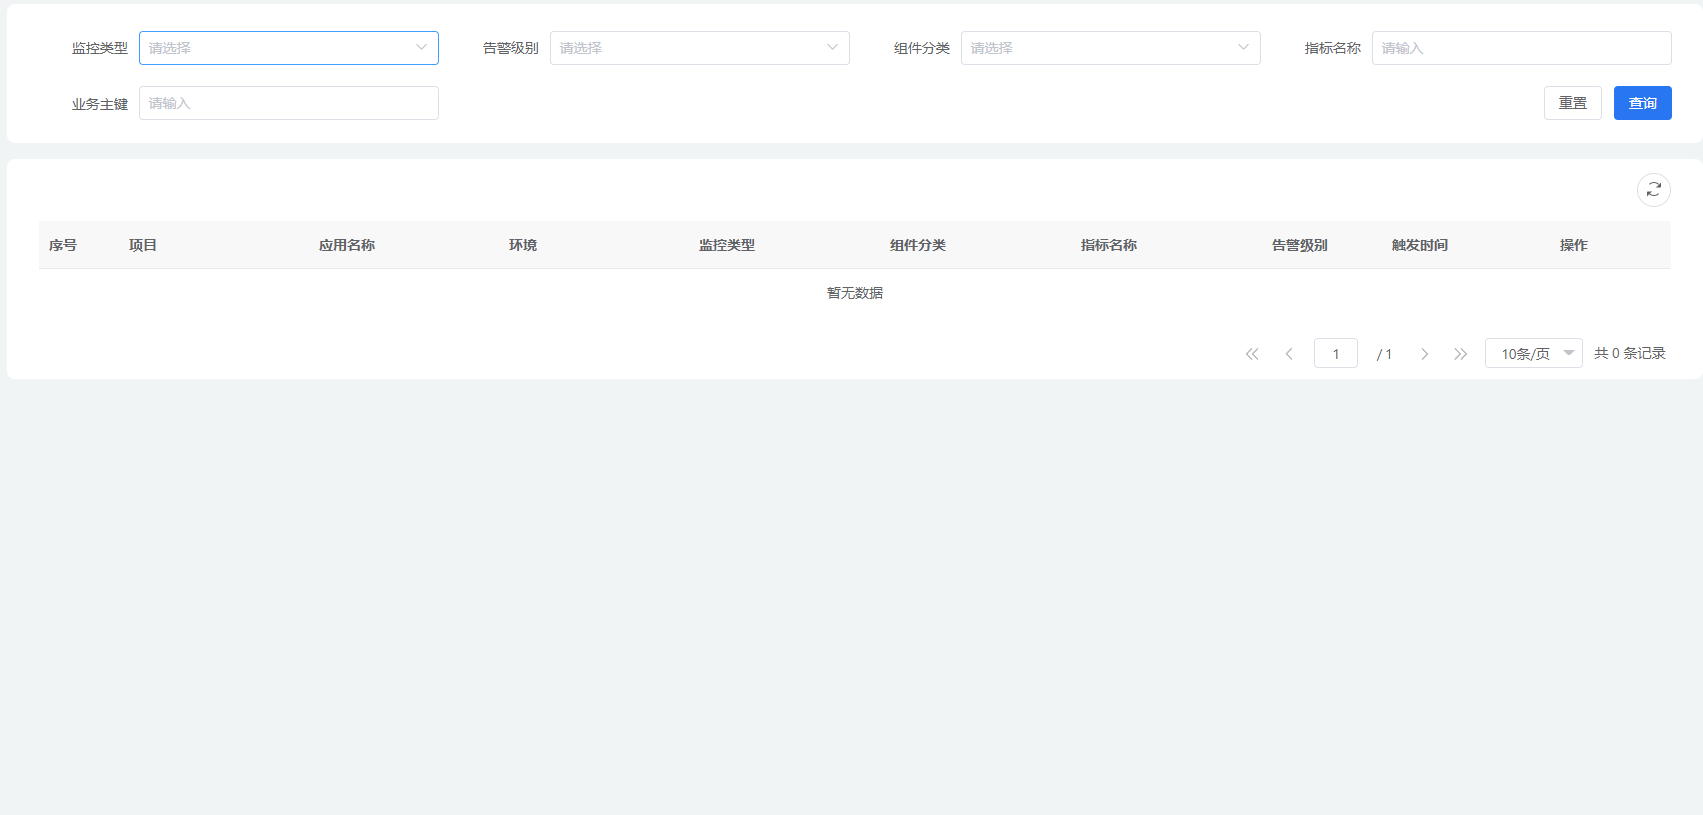 监控类型 请选择 告警级别 请选择 组件分类 请选择 指标名称 请输入
业务主键 请输入 重置 查询
序号 项目 应用名称 环境 监控类型 组件分类 指标名称 告警级别 触发时间 操作
暂无数据
1 / 1 10条/页 共 0 条记录